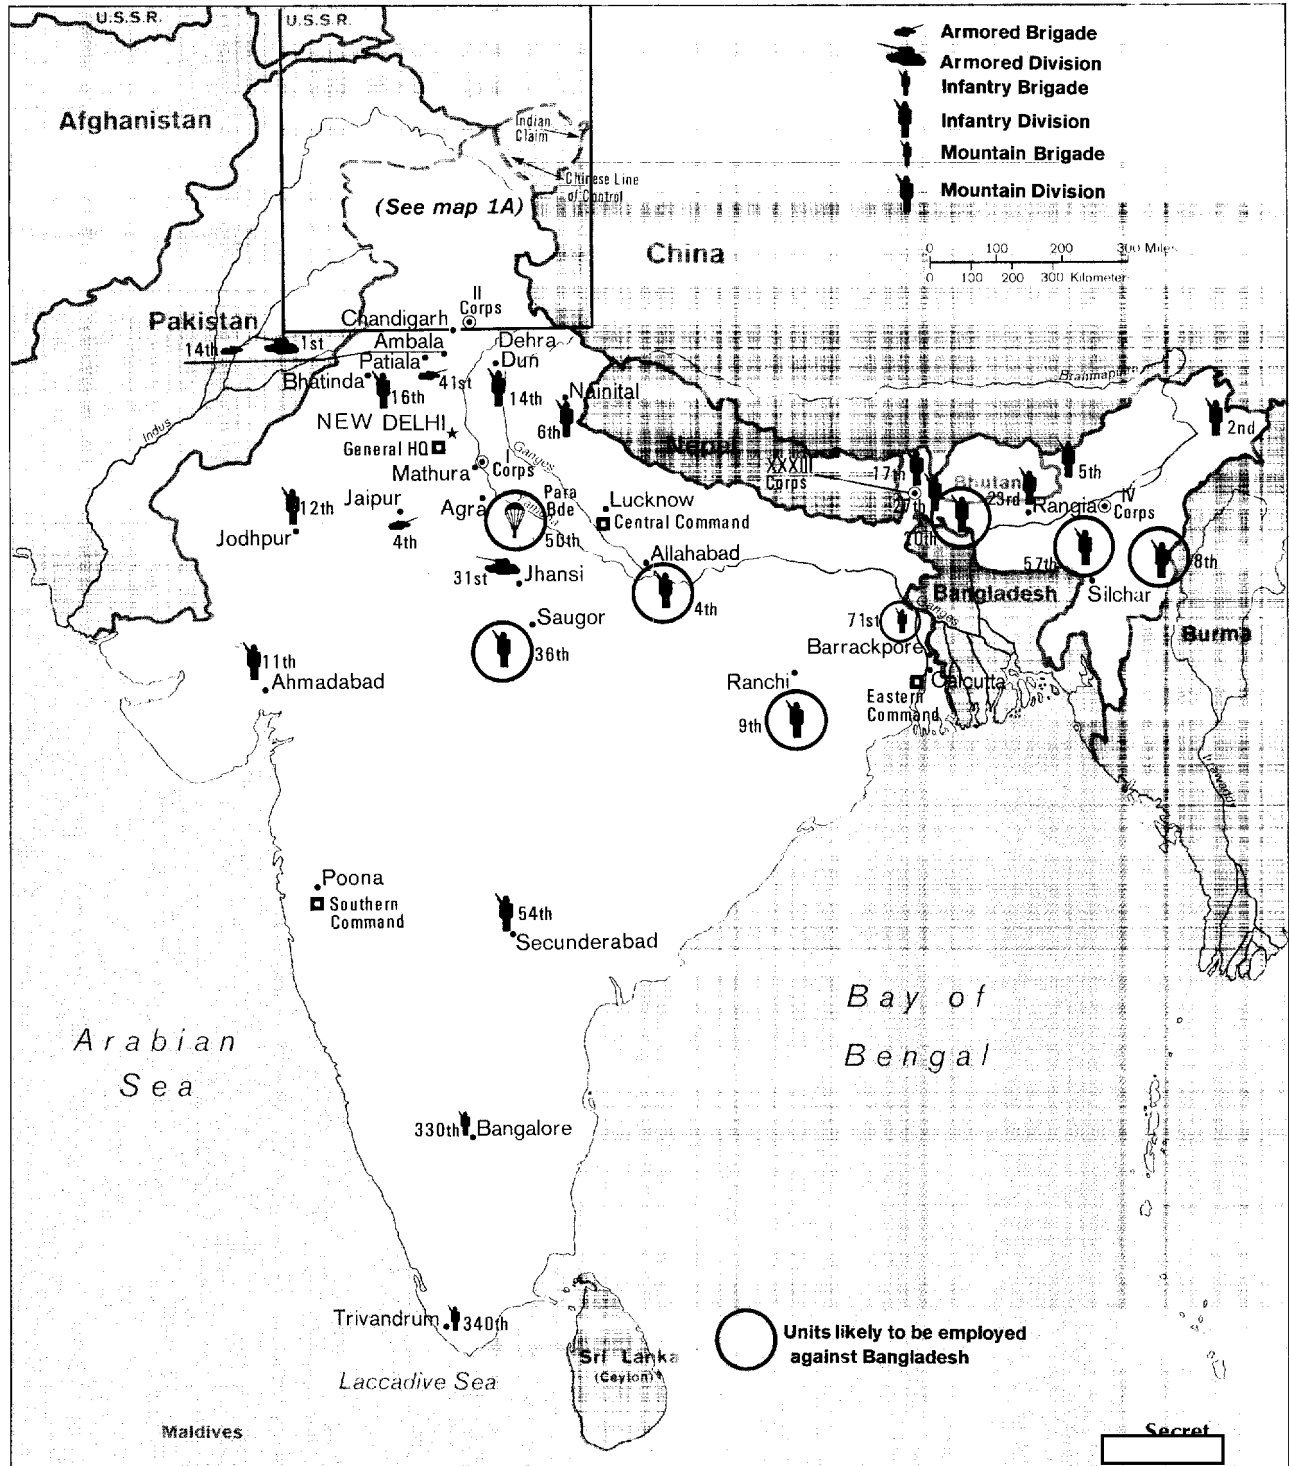 U.S.S.R.
U.S.S.R.
Armored Brigade
Armored Division
Infantry Brigade
Infantry Division
Mountain Brigade
Mountain Division
Afghanistan
Indian
Claim
Chinese Line
of Control
(See map 1A)
China
0 100 200 300 Miles
0 100 200 300 Kilometer
Pakistan
14th
1st
II
Corps
Chandigarh
Ambala
Patiala
Dehra
Dun
Bhatinda
16th
41st
14th
Nainital
6th
NEW DELHI
General HQ
Mathura
I
Corps
Ganges
Indus
Nepal
Brahmaputra
2nd
XXXIII
Corps
17th
27th
Bhutan
5th
23rd
Rangia
IV
Corps
20th
12th
Jodhpur
Jaipur
4th
Agra
Para
Bde
50th
Lucknow
Central Command
31st
Jhansi
Allahabad
4th
57th
8th
Silchar
Bangladesh
Ganges
71st
Barrackpore
Burma
Saugor
36th
11th
Ahmadabad
Ranchi
9th
Calcutta
Eastern
Command
Irrawaddy
Poona
Southern
Command
54th
Secunderabad
Bay of
Bengal
Arabian
Sea
330th
Bangalore
Trivandrum
340th
Units likely to be employed
against Bangladesh
Sri Lanka
(Ceylon)
Laccadive Sea
Maldives
Secret